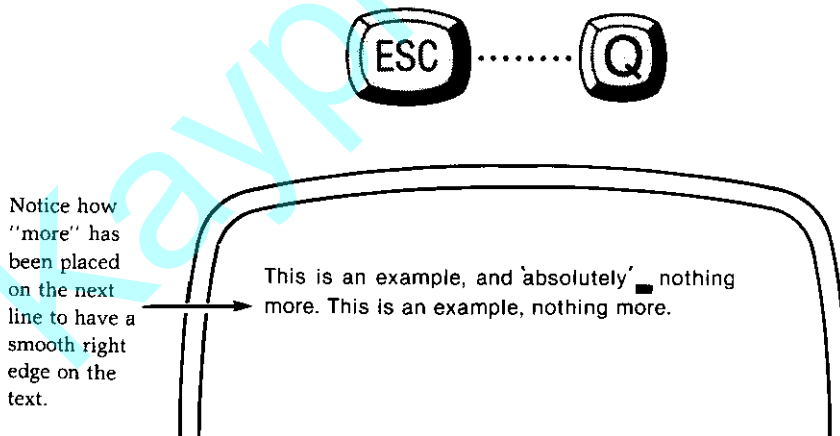 ESC ........ Q
Notice how
"more" has
been placed
on the next
line to have a
smooth right
edge on the
text.
This is an example, and 'absolutely'▂ nothing
more. This is an example, nothing more.
Kaypr